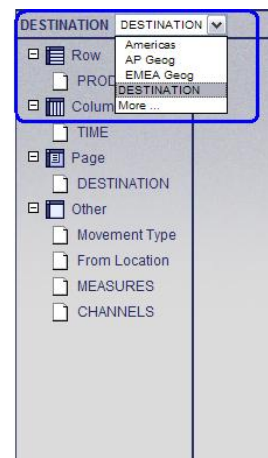 DESTINATION DESTINATION
Americas
AP Geog
EMEA Geog
DESTINATION
More ...
Row
PROD
Colum
TIME
Page
DESTINATION
Other
Movement Type
From Location
MEASURES
CHANNELS